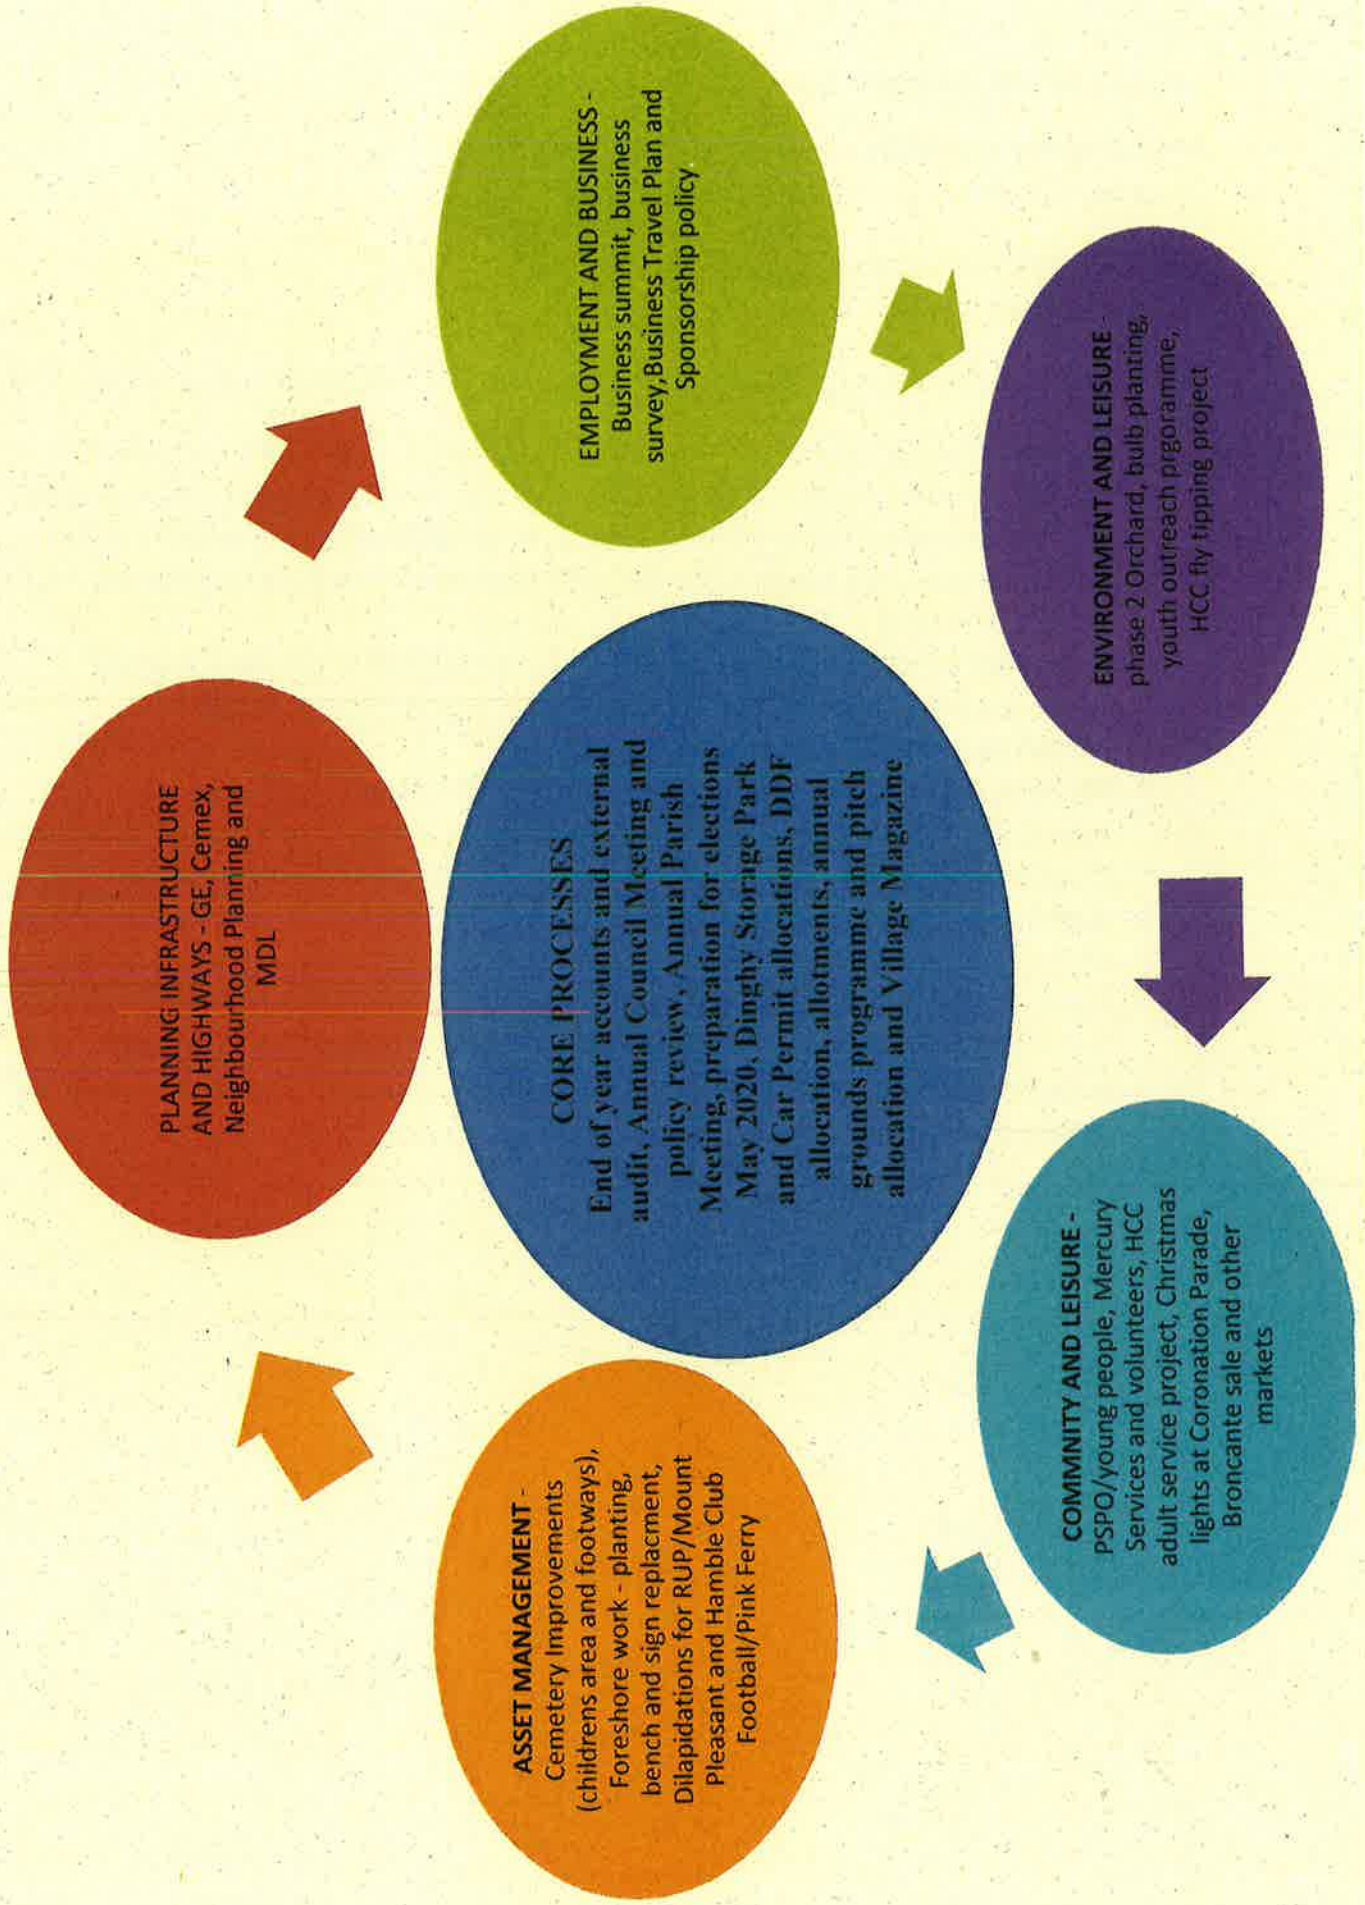 PLANNING INFRASTRUCTURE
AND HIGHWAYS - GE, Cemex,
Neighbourhood Planning and
MDL
EMPLOYMENT AND BUSINESS -
Business summit, business
survey,Business Travel Plan and
Sponsorship policy
ENVIRONMENT AND LEISURE -
phase 2 Orchard, bulb planting,
youth outreach prgoramme,
HCC fly tipping project
COMMNITY AND LEISURE -
PSPO/young people, Mercury
Services and volunteers, HCC
adult service project, Christmas
lights at Coronation Parade,
Broncante sale and other
markets
ASSET MANAGEMENT -
Cemetery Improvements
(childrens area and footways),
Foreshore work - planting,
bench and sign replacment,
Dilapidations for RUP/Mount
Pleasant and Hamble Club
Football/Pink Ferry
CORE PROCESSES
End of year accounts and external
audit, Annual Council Meeting and
policy review, Annual Parish
Meeting, preparation for elections
May 2020, Dinghy Storage Park
and Car Permit allocations, DDF
allocation, allotments, annual
grounds programme and pitch
allocation and Village Magazine